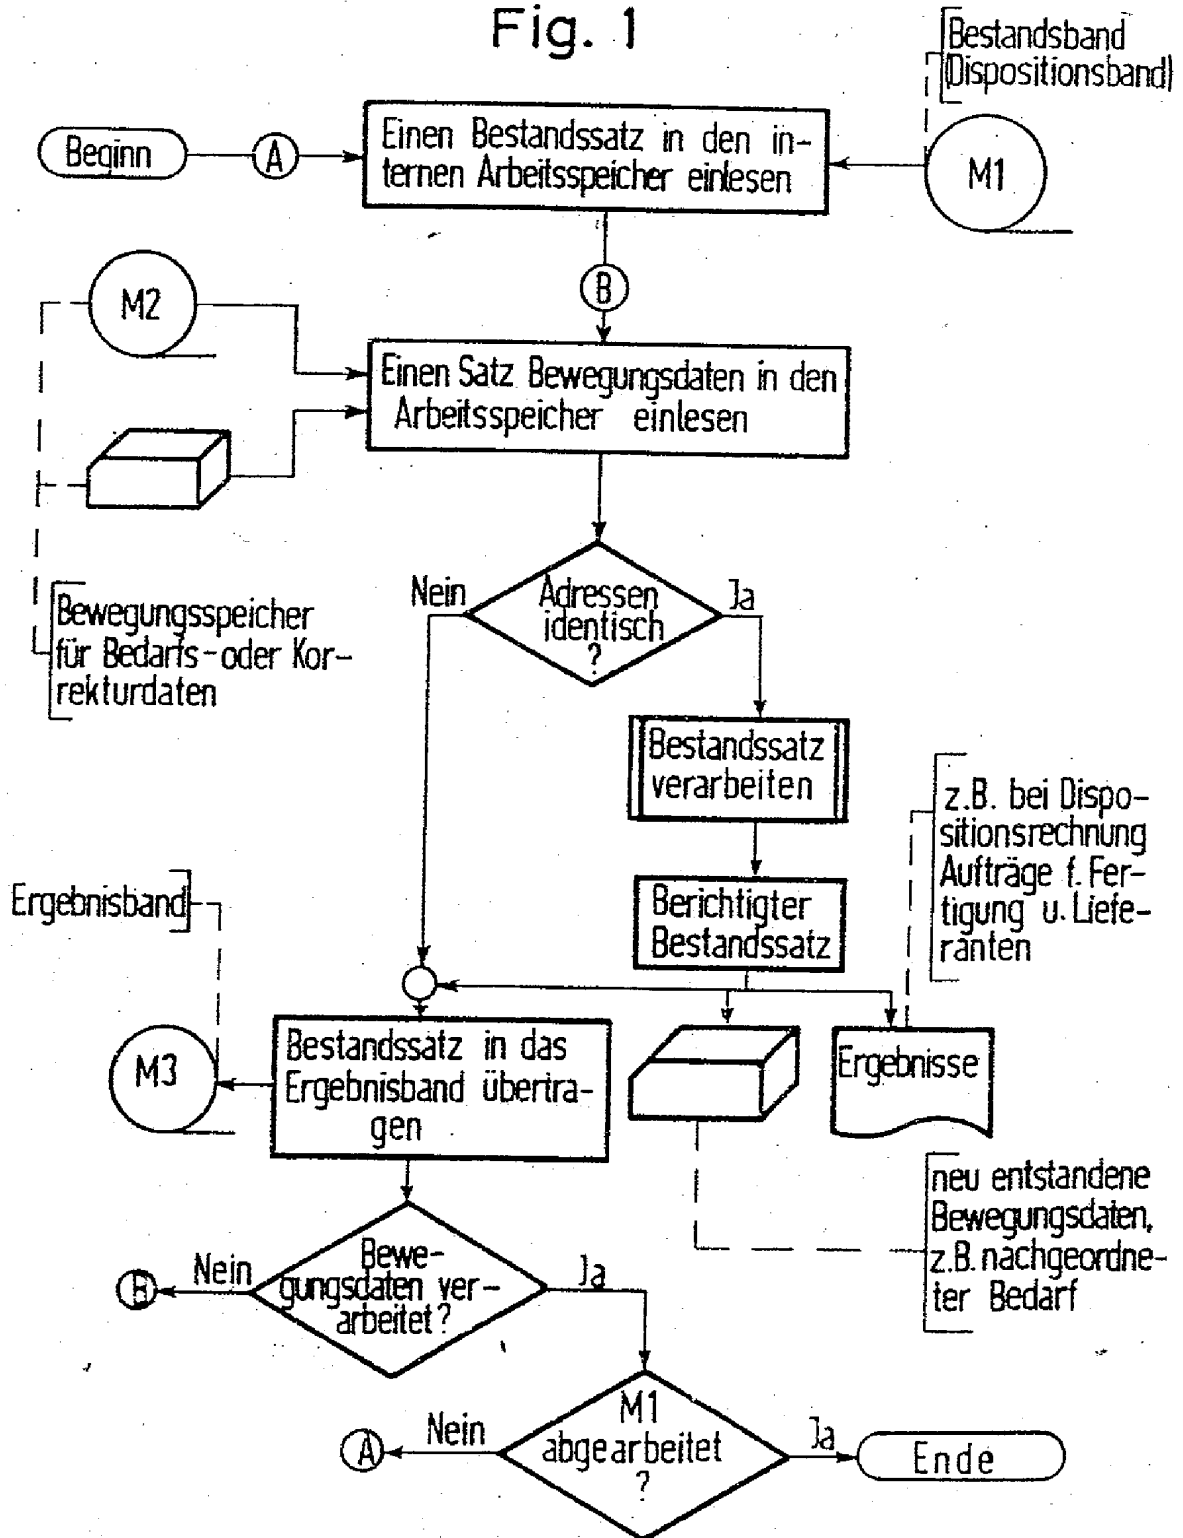 Fig. 1
Bestandsband
(Dispositionsband)
Beginn
A
Einen Bestandssatz in den in-
ternen Arbeitsspeicher einlesen
M1
B
M2
Einen Satz Bewegungsdaten in den
Arbeitsspeicher einlesen
Bewegungsspeicher
für Bedarfs-oder Kor-
rekturdaten
Nein
Adressen
identisch
?
Ja
Bestandssatz
verarbeiten
z.B. bei Dispo-
sitionsrechnung
Aufträge f. Fer-
tigung u. Liefe-
ranten
Ergebnisband
Berichtigter
Bestandssatz
M3
Bestandssatz in das
Ergebnisband übertra-
gen
Ergebnisse
neu entstandene
Bewegungsdaten,
z.B. nachgeordne-
ter Bedarf
B
Nein
Bewe-
gungsdaten ver-
arbeitet?
Ja
A
Nein
M1
abgearbeitet
?
Ja
Ende